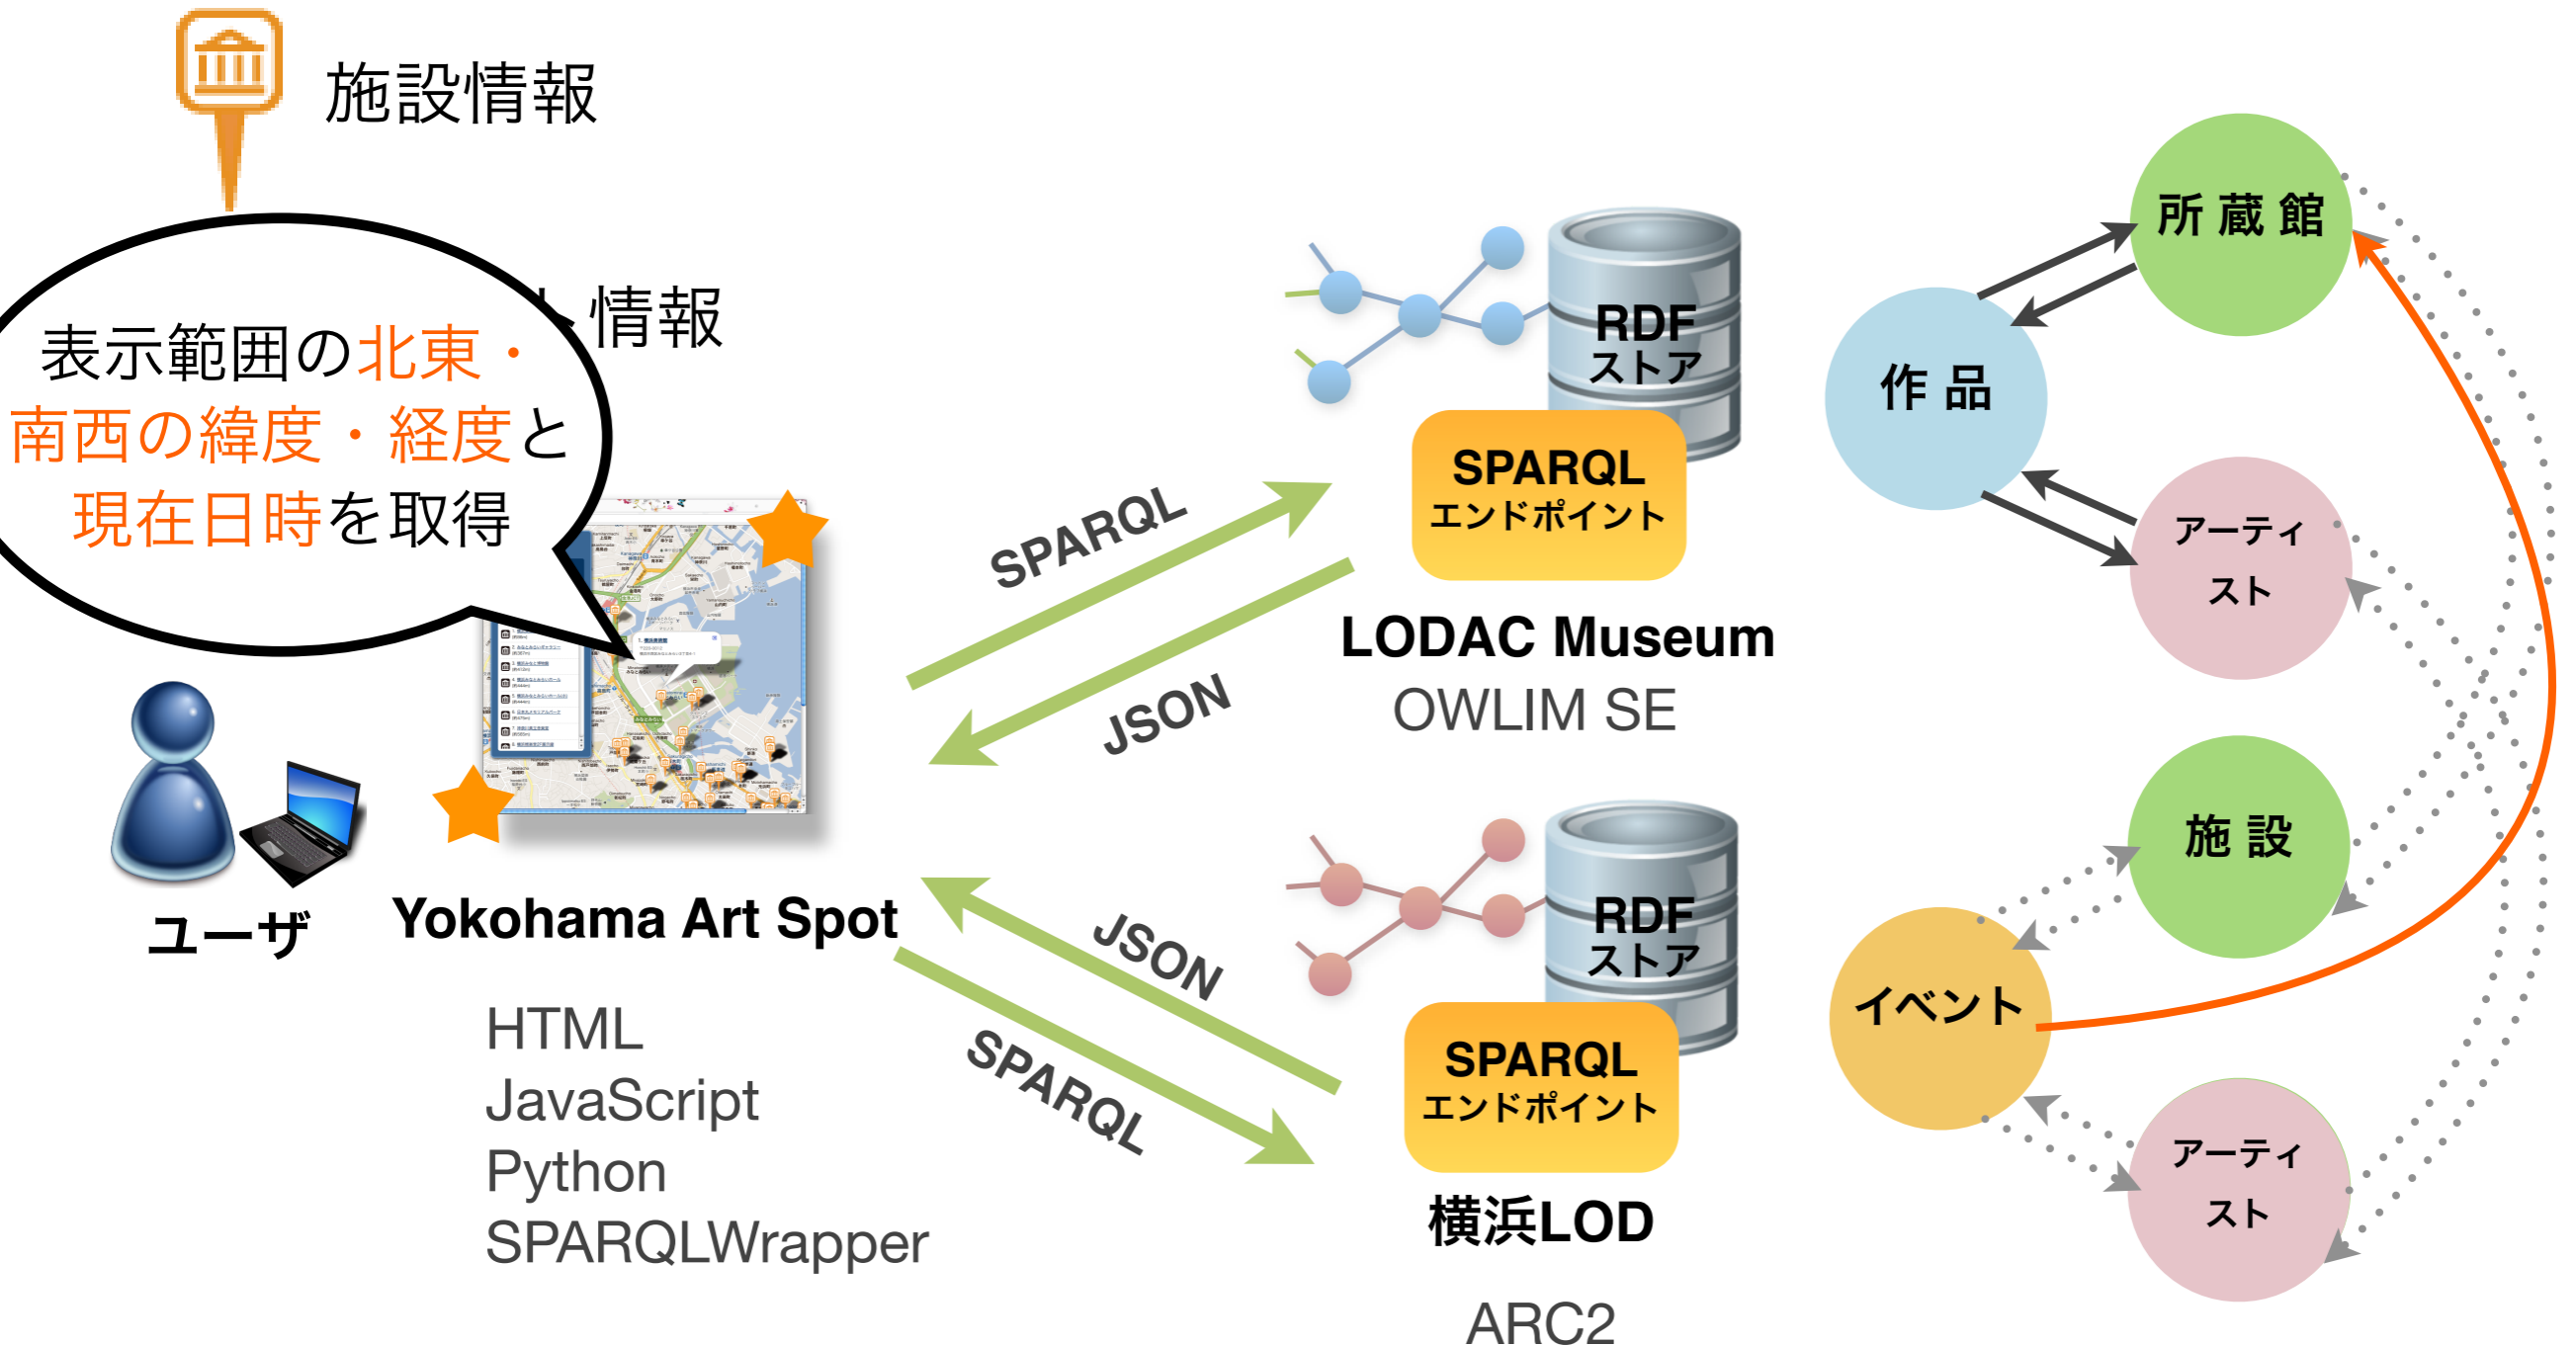 施設情報
ト情報
表示範囲の北東・
南西の緯度・経度と
現在日時を取得
ユーザ
Yokohama Art Spot
HTML
JavaScript
Python
SPARQLWrapper
SPARQL
JSON
JSON
SPARQL
RDF
ストア
SPARQL
エンドポイント
LODAC Museum
OWLIM SE
RDF
ストア
SPARQL
エンドポイント
横浜LOD
ARC2
所蔵館
作品
アーティ
スト
施設
イベント
アーティ
スト